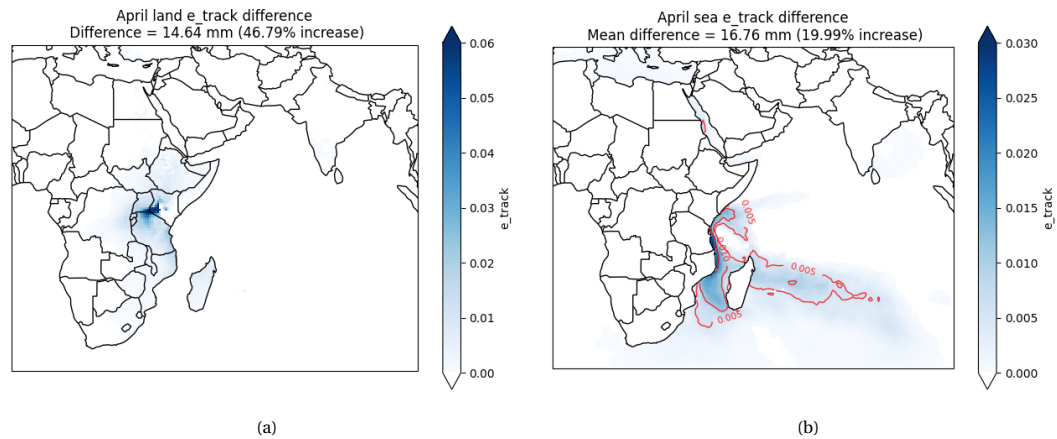 April land e_track difference
Difference = 14.64 mm (46.79% increase)
0.06
0.05
0.04
0.03
0.02
0.01
0.00
e_track
(a)
April sea e_track difference
Mean difference = 16.76 mm (19.99% increase)
0.005
0.005
0.005
0.030
0.025
0.020
0.015
0.010
0.005
0.000
e_track
(b)